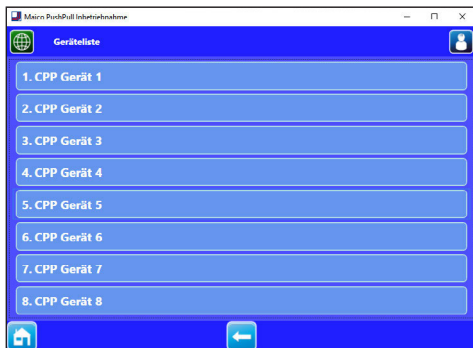 Maico PushPull Inbetriebnahme
Geräteliste
1. CPP Gerät 1
2. CPP Gerät 2
3. CPP Gerät 3
4. CPP Gerät 4
5. CPP Gerät 5
6. CPP Gerät 6
7. CPP Gerät 7
8. CPP Gerät 8